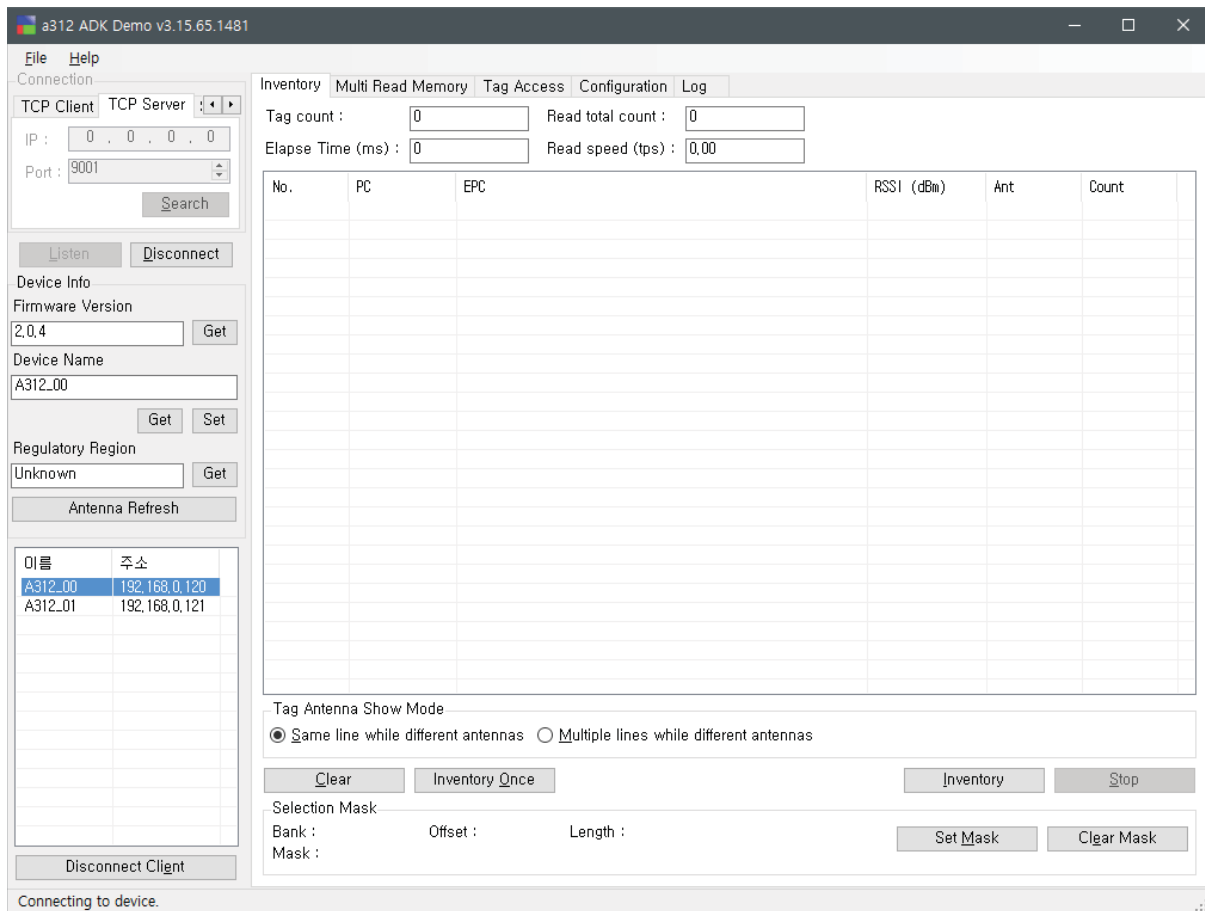 a312 ADK Demo v3.15.65.1481
File Help
Connection
TCP Client TCP Server
IP : 0 . 0 . 0 . 0
Port : 9001
Search
Listen Disconnect
Device Info
Firmware Version
2,0,4 Get
Device Name
A312_00
Get Set
Regulatory Region
Unknown Get
Antenna Refresh
이름 주소
A312_00 192,168,0,120
A312_01 192,168,0,121
Disconnect Client
Connecting to device.
Inventory Multi Read Memory Tag Access Configuration Log
Tag count : 0 Read total count : 0
Elapse Time (ms) : 0 Read speed (tps) : 0,00
No. PC EPC RSSI (dBm) Ant Count
Tag Antenna Show Mode
Same line while different antennas Multiple lines while different antennas
Clear Inventory Once Inventory Stop
Selection Mask
Bank : Offset : Length :
Mask :
Set Mask Clear Mask